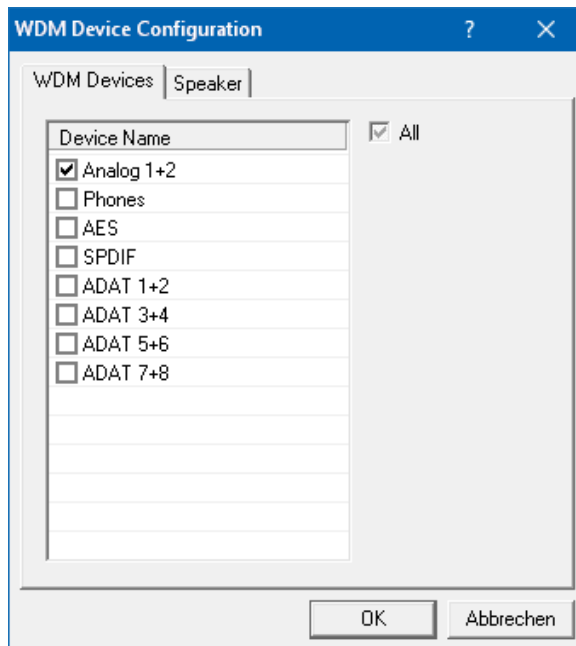 WDM Device Configuration ?
WDM Devices Speaker
Device Name
All
Analog 1+2
Phones
AES
SPDIF
ADAT 1+2
ADAT 3+4
ADAT 5+6
ADAT 7+8
OK Abbrechen